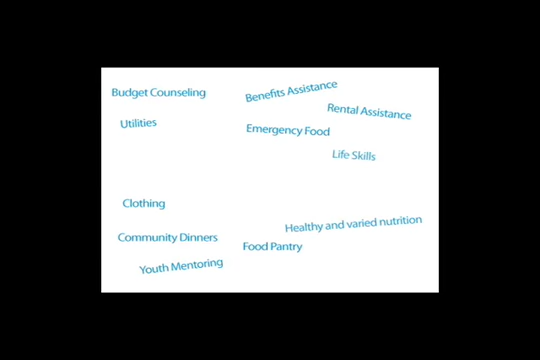 Budget Counseling
Benefits Assistance
Rental Assistance
Utilities
Emergency Food
Life Skills
Clothing
Healthy and varied nutrition
Community Dinners
Food Pantry
Youth Mentoring